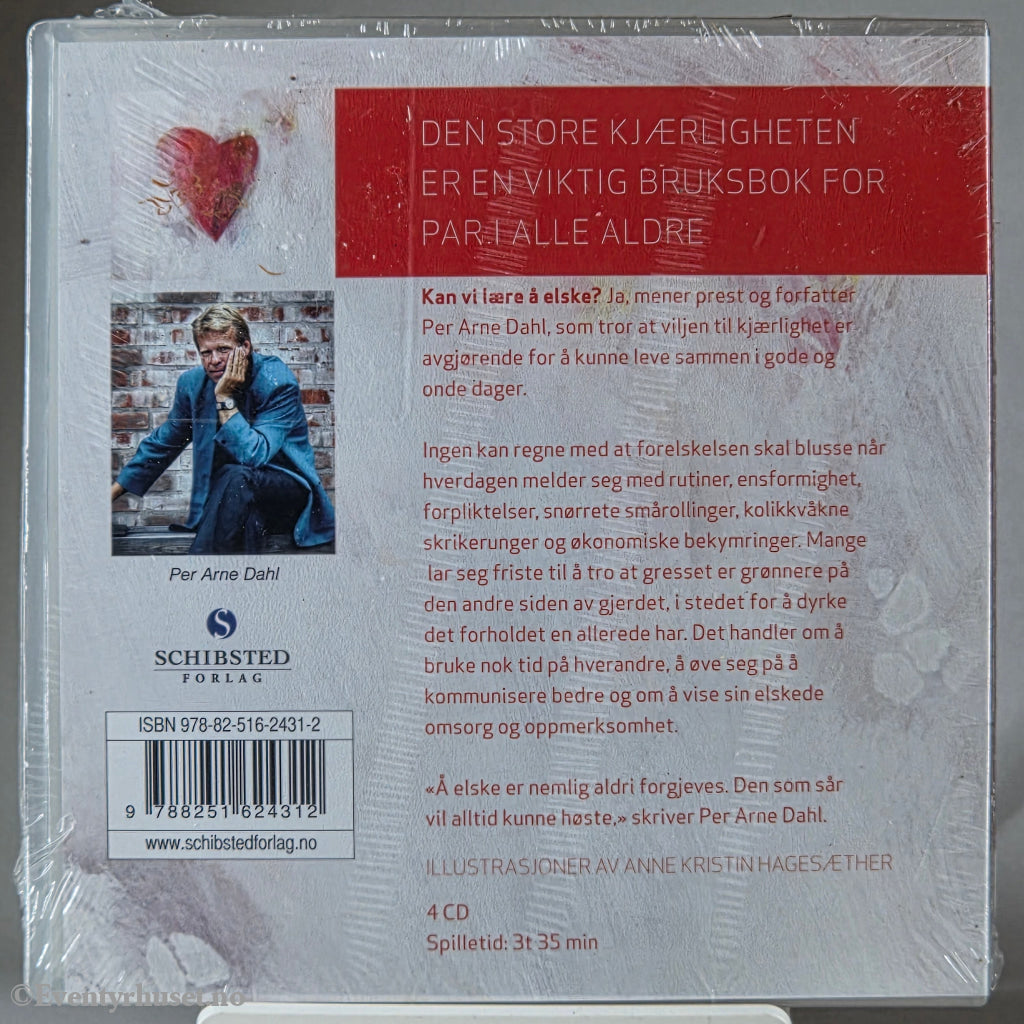 DEN STORE KJÆRLIGHETEN
ER EN VIKTIG BRUKSBOK FOR
PAR I ALLE ALDRE
Kan vi lære å elske? Ja, mener prest og forfatter
Per Arne Dahl, som tror at viljen til kjærlighet er
avgjørende for å kunne leve sammen i gode og
onde dager.
Ingen kan regne med at forelskelsen skal blusse når
hverdagen melder seg med rutiner, ensformighet,
forpliktelser, snørrete smårollinger, kolikkvåkne
skrikerunger og økonomiske bekymringer. Mange
lar seg friste til å tro at gresset er grønnere på
den andre siden av gjerdet, i stedet for å dyrke
det forholdet en allerede har. Det handler om å
bruke nok tid på hverandre, å øve seg på å
kommunisere bedre og om å vise sin elskede
omsorg og oppmerksomhet.
«Å elske er nemlig aldri forgjeves. Den som sår
vil alltid kunne høste,» skriver Per Arne Dahl.
ILLUSTRASJONER AV ANNE KRISTIN HAGESÆTHER
4 CD
Spilletid: 3t 35 min
Per Arne Dahl
S
SCHIBSTED
FORLAG
ISBN 978-82-516-2431-2
9 788251 624312
www.schibstedforlag.no
©Eventyrhuset.no